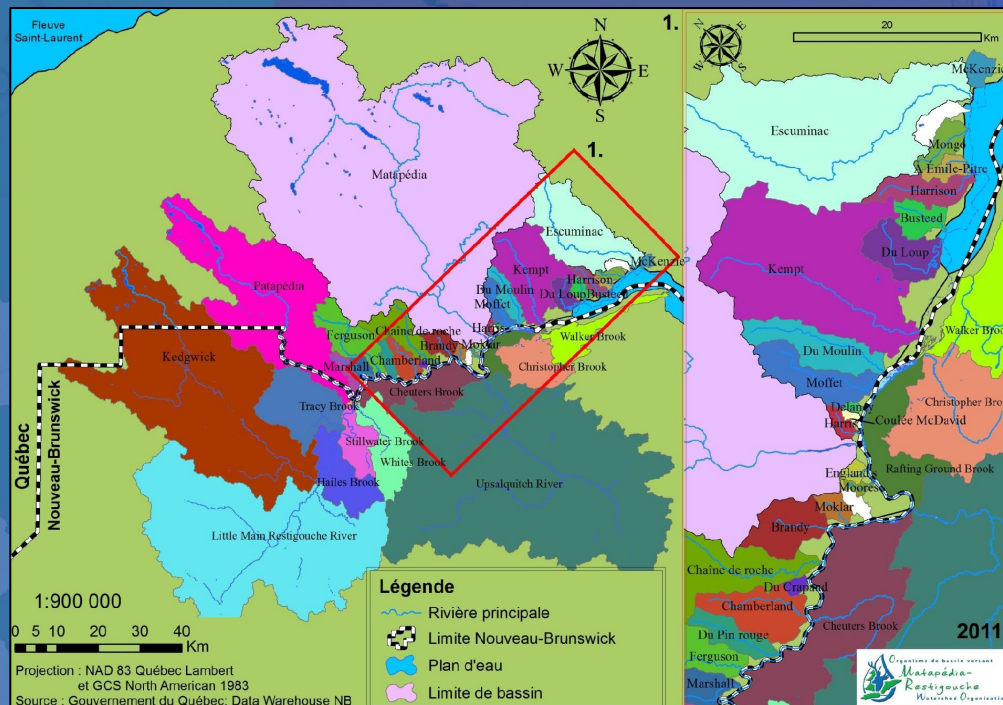 Fleuve
Saint-Laurent
N
W E
S
1.
Matapédia
1.
Escuminac
McKenzie
Kempt
Harrison
Du Loup
Busteed
Du Moulin
Moffet
Patapédia
Ferguson
Chaîne de roche
Harris
Brandy
Moklar
Walker Brook
Marshall
Chamberland
Christopher Brook
Kedgwick
Cheuters Brook
Tracy Brook
Stillwater Brook
Whites Brook
Hailes Brook
Upsalquitch River
Little Main Restigouche River
Québec
Nouveau-Brunswick
1:900 000
0 5 10 20 30 40
Km
Projection : NAD 83 Québec Lambert
et GCS North American 1983
Source : Gouvernement du Québec; Data Warehouse NB
Légende
Rivière principale
Limite Nouveau-Brunswick
Plan d'eau
Limite de bassin
N
W E
S
20
Km
McKenzie
Escuminac
Mongo
A Emile-Pitre
Harrison
Busteed
Du Loup
Kempt
Walker Brook
Du Moulin
Moffet
Christopher Bro
Delaney
Harris
Coulée McDavid
Rafting Ground Brook
England's
Moores
Moklar
Brandy
Chaîne de roche
Du Crapaud
Chamberland
Cheuters Brook
Du Pin rouge
Ferguson
Marshall
2011
Organisme de bassin versant
Matapédia-
Restigouche
Watershed Organization